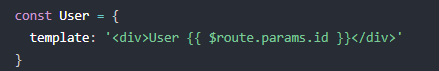 const User = {
  template: '<div>User {{ $route.params.id }}</div>'
}